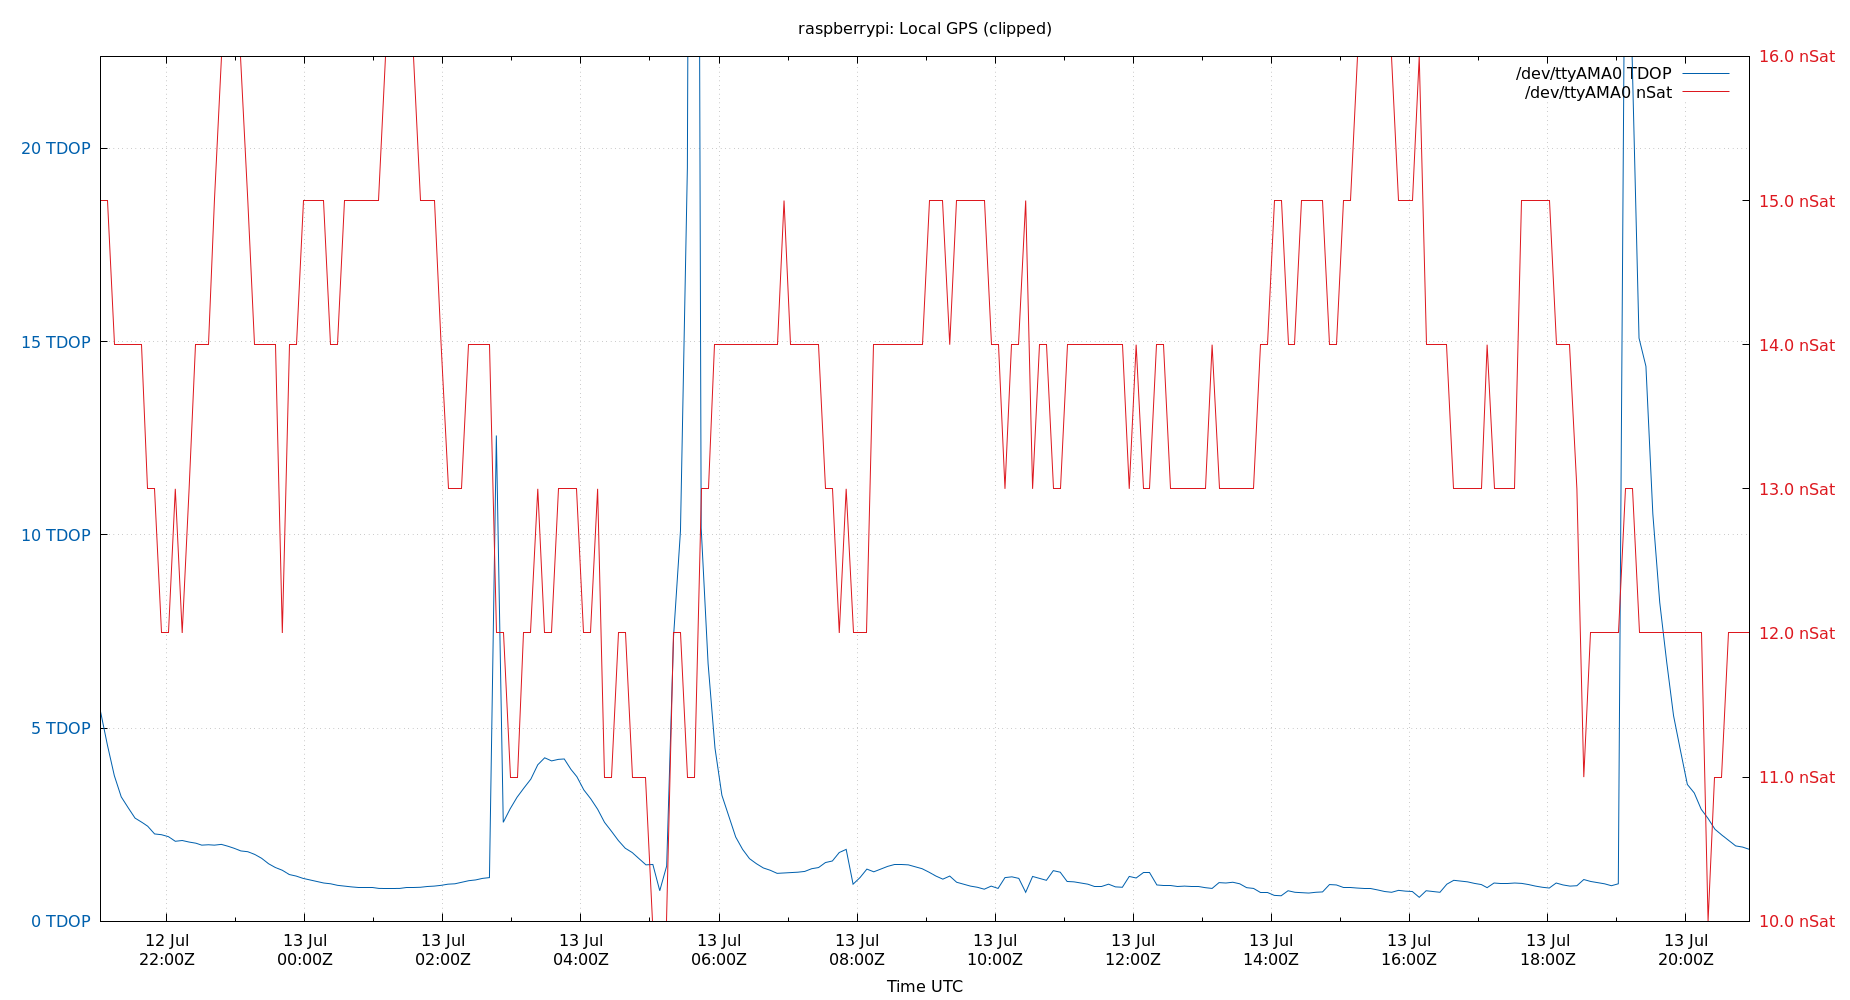 raspberrypi: Local GPS (clipped)
16.0 nSat
/dev/ttyAMA0 TDOP
/dev/ttyAMA0 nSat
20 TDOP
15.0 nSat
15 TDOP
14.0 nSat
13.0 nSat
10 TDOP
12.0 nSat
5 TDOP
11.0 nSat
0 TDOP
10.0 nSat
12 Jul 13 Jul 13 Jul 13 Jul 13 Jul 13 Jul 13 Jul 13 Jul 13 Jul 13 Jul 13 Jul 13 Jul
22:00Z 00:00Z 02:00Z 04:00Z 06:00Z 08:00Z 10:00Z 12:00Z 14:00Z 16:00Z 18:00Z 20:00Z
Time UTC